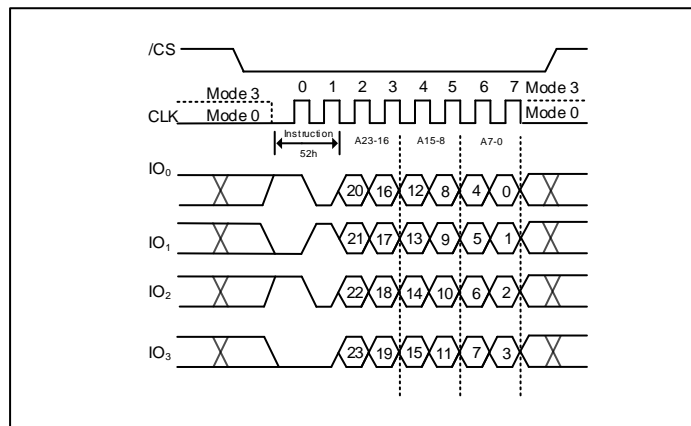 /CS
0 1 2 3 4 5 6 7
Mode 3 Mode 3
CLK Mode 0 Mode 0
Instruction A23-16 A15-8 A7-0
52h
IO0 20 16 12 8 4 0
IO1 21 17 13 9 5 1
IO2 22 18 14 10 6 2
IO3 23 19 15 11 7 3